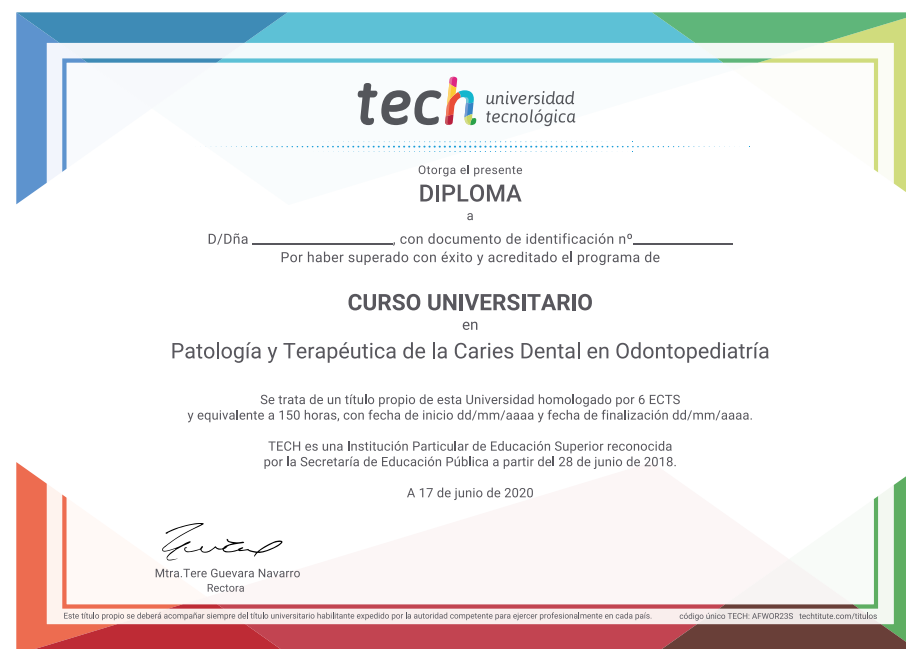 tech universidad
tecnológica
Otorga el presente
DIPLOMA
a
D/Dña ________________, con documento de identificación nº____________
Por haber superado con éxito y acreditado el programa de
CURSO UNIVERSITARIO
en
Patología y Terapéutica de la Caries Dental en Odontopediatría
Se trata de un título propio de esta Universidad homologado por 6 ECTS
y equivalente a 150 horas, con fecha de inicio dd/mm/aaaa y fecha de finalización dd/mm/aaaa.
TECH es una Institución Particular de Educación Superior reconocida
por la Secretaría de Educación Pública a partir del 28 de junio de 2018.
A 17 de junio de 2020
Mtra.Tere Guevara Navarro
Rectora
Este título propio se deberá acompañar siempre del título universitario habilitante expedido por la autoridad competente para ejercer profesionalmente en cada país. código único TECH: AFWOR23S techtitute.com/titulos